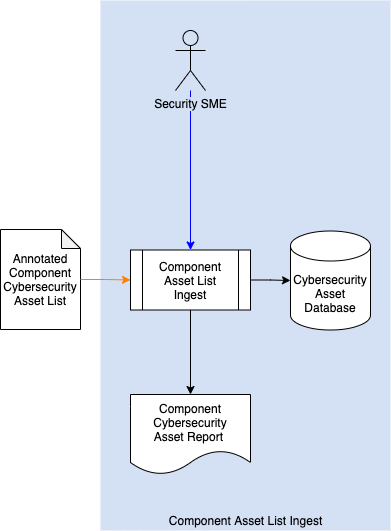 Security SME
Annotated
Component
Cybersecurity
Asset List
Component
Asset List
Ingest
Cybersecurity
Asset
Database
Component
Cybersecurity
Asset Report
Component Asset List Ingest